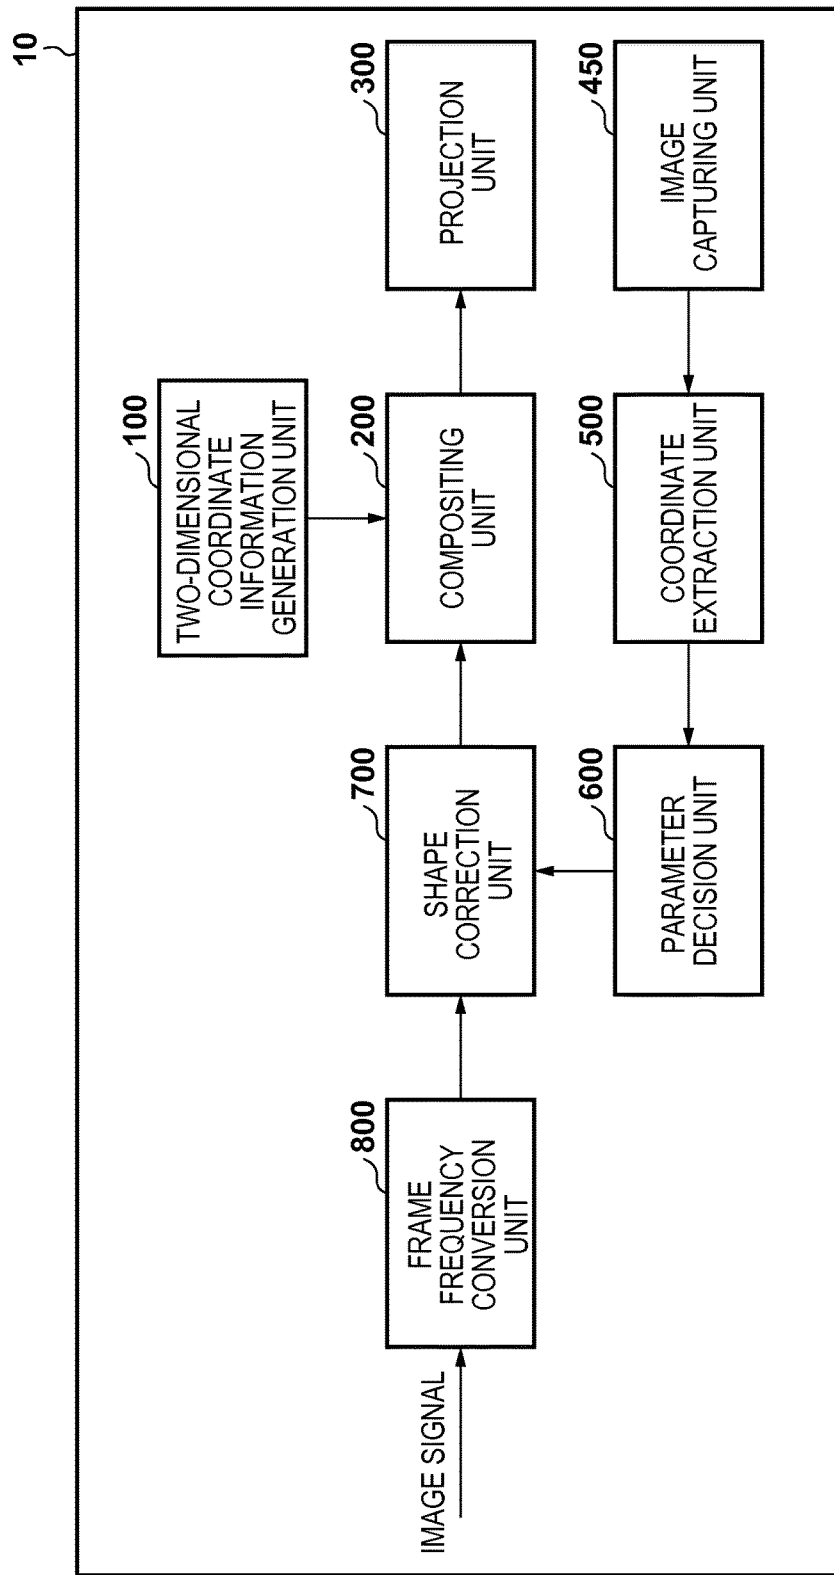 10
100
TWO-DIMENSIONAL
COORDINATE
INFORMATION
GENERATION UNIT
IMAGE SIGNAL
800
FRAME
FREQUENCY
CONVERSION
UNIT
700
SHAPE
CORRECTION
UNIT
200
COMPOSITING
UNIT
300
PROJECTION
UNIT
600
PARAMETER
DECISION UNIT
500
COORDINATE
EXTRACTION UNIT
450
IMAGE
CAPTURING UNIT